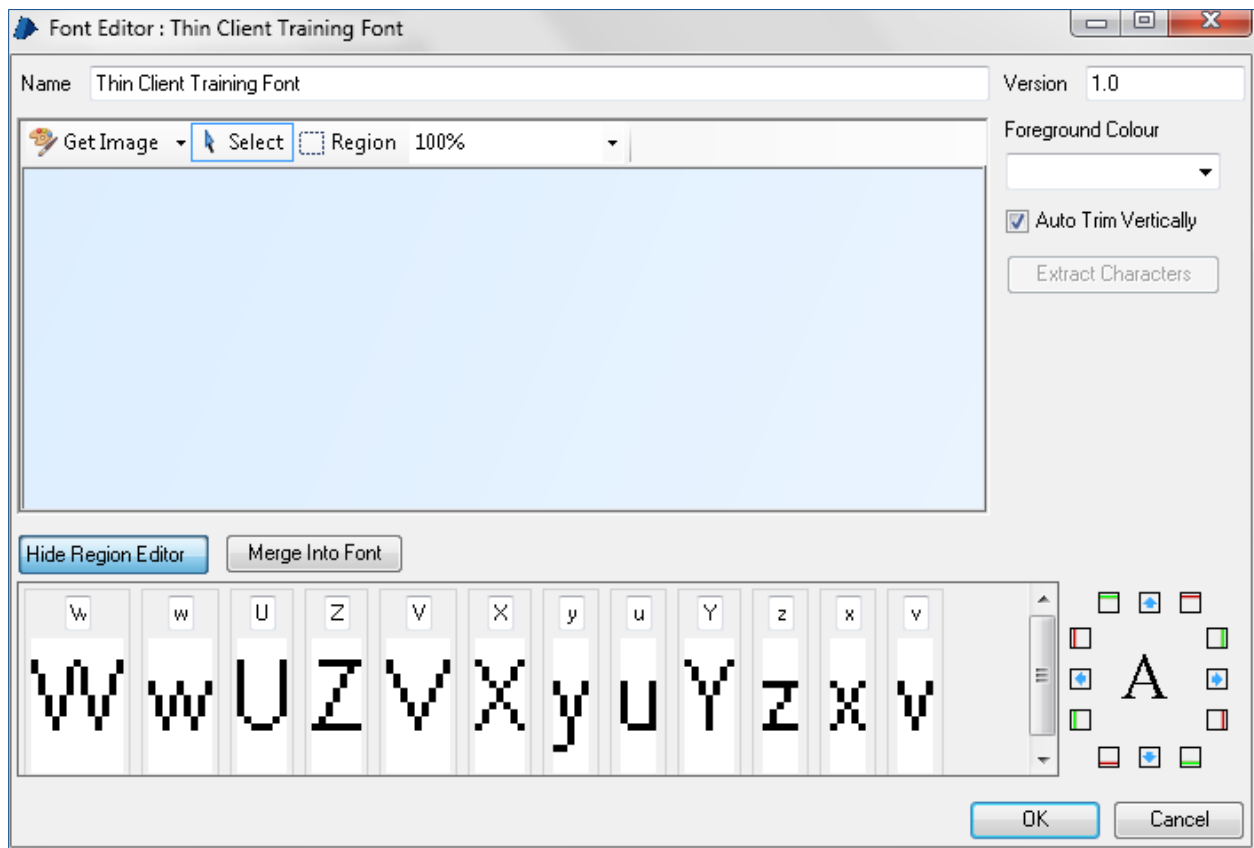 Font Editor : Thin Client Training Font
Name Thin Client Training Font Version 1.0
Get Image Select Region 100%
Foreground Colour
Auto Trim Vertically
Extract Characters
Hide Region Editor Merge Into Font
W w U Z V X y u Y z x v
W w U Z V X y u Y z x v
A
OK Cancel